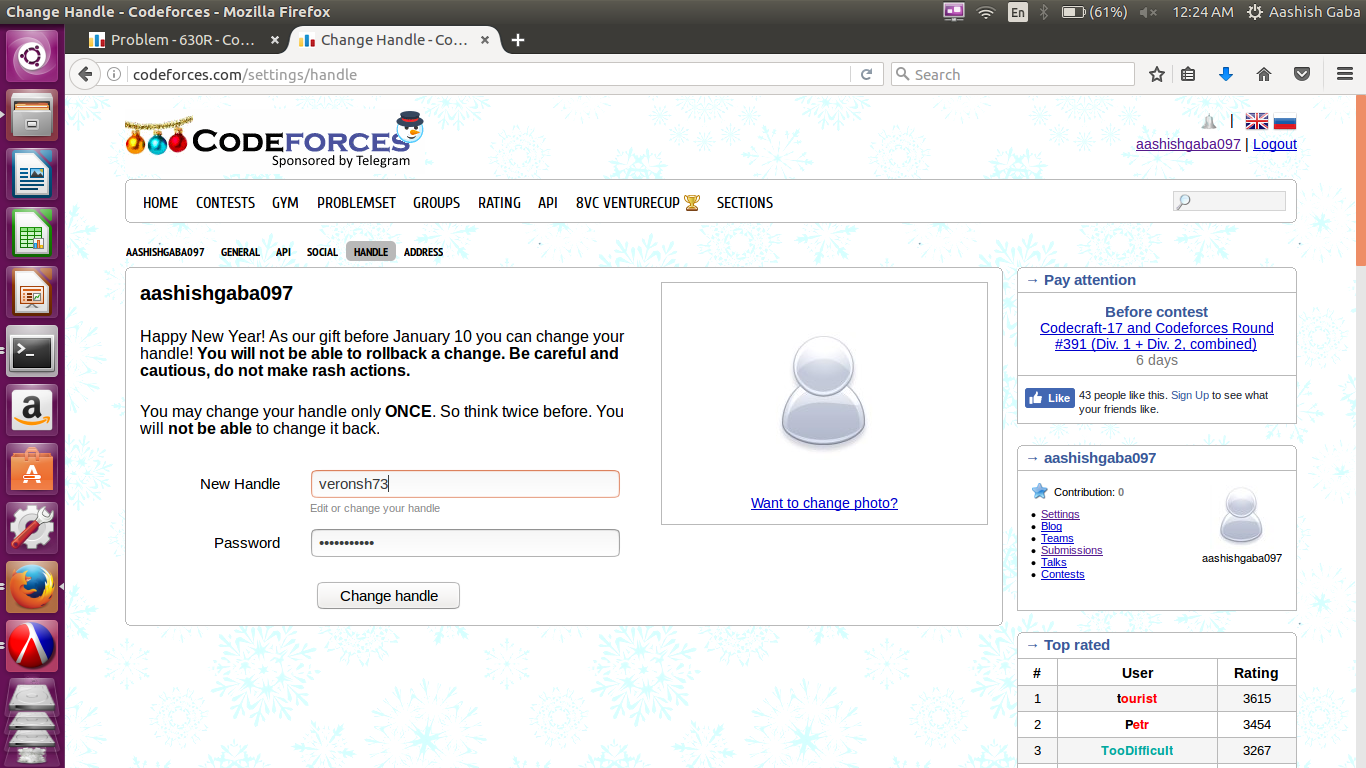 Change Handle - Codeforces - Mozilla Firefox
En
(61%)
12:24 AM
Aashish Gaba
Problem - 630R - Co...
Change Handle - Co...
codeforces.com/settings/handle
Search
CODEFORCES
Sponsored by Telegram
aashishgaba097 | Logout
HOME CONTESTS GYM PROBLEMSET GROUPS RATING API 8VC VENTURECUP SECTIONS
AASHISHGABA097 GENERAL API SOCIAL HANDLE ADDRESS
aashishgaba097
Happy New Year! As our gift before January 10 you can change your
handle! You will not be able to rollback a change. Be careful and
cautious, do not make rash actions.
You may change your handle only ONCE. So think twice before. You
will not be able to change it back.
New Handle
veronsh73
Edit or change your handle
Password
•••••••••••
Change handle
Want to change photo?
→ Pay attention
Before contest
Codecraft-17 and Codeforces Round
#391 (Div. 1 + Div. 2, combined)
6 days
Like
43 people like this. Sign Up to see what
your friends like.
→ aashishgaba097
Contribution: 0
Settings
Blog
Teams
Submissions
Talks
Contests
aashishgaba097
→ Top rated
# User Rating
1 tourist 3615
2 Petr 3454
3 TooDifficult 3267